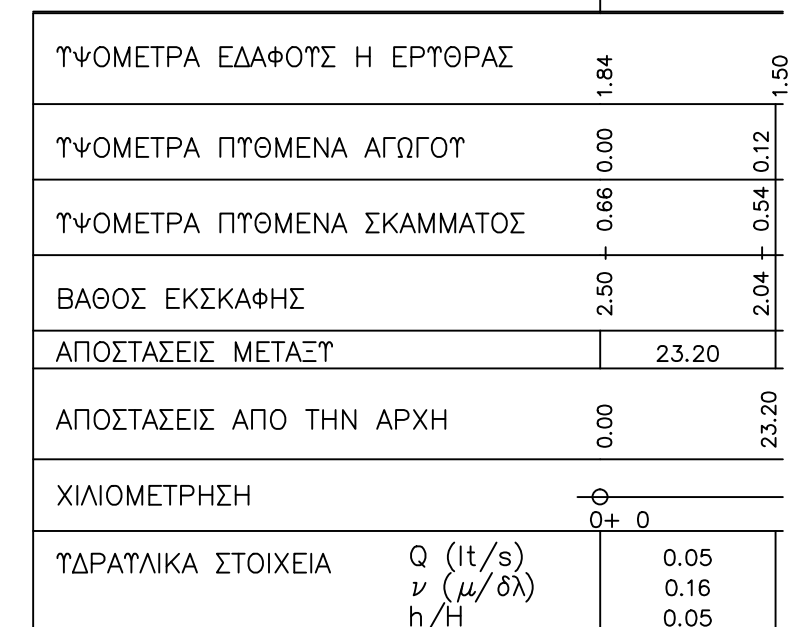 ΥΨΟΜΕΤΡΑ ΕΔΑΦΟΥΣ Η ΕΡΥΘΡΑΣ 1.84 1.50
ΥΨΟΜΕΤΡΑ ΠΥΘΜΕΝΑ ΑΓΩΓΟΥ 0.00 0.12
ΥΨΟΜΕΤΡΑ ΠΥΘΜΕΝΑ ΣΚΑΜΜΑΤΟΣ - 0.66 - 0.54
ΒΑΘΟΣ ΕΚΣΚΑΦΗΣ 2.50 2.04
ΑΠΟΣΤΑΣΕΙΣ ΜΕΤΑΞΥ 23.20
ΑΠΟΣΤΑΣΕΙΣ ΑΠΟ ΤΗΝ ΑΡΧΗ 0.00 23.20
ΧΙΛΙΟΜΕΤΡΗΣΗ
0+ 0
ΥΔΡΑΥΛΙΚΑ ΣΤΟΙΧΕΙΑ Q (lt/s) 0.05
ν (μ/δλ) 0.16
h/H 0.05